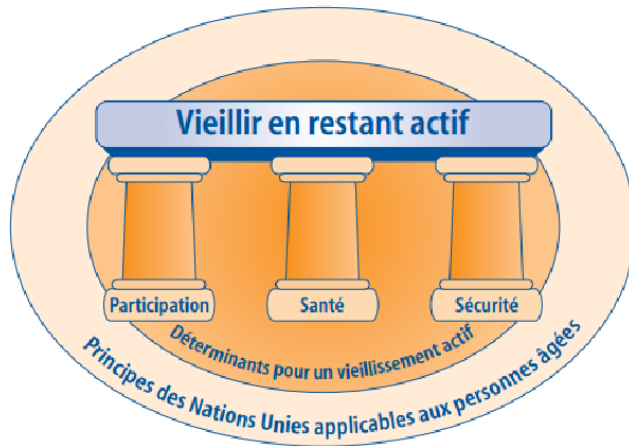 Vieillir en restant actif
Participation
Santé
Sécurité
Déterminants pour un vieillissement actif
Principes des Nations Unies applicables aux personnes âgées